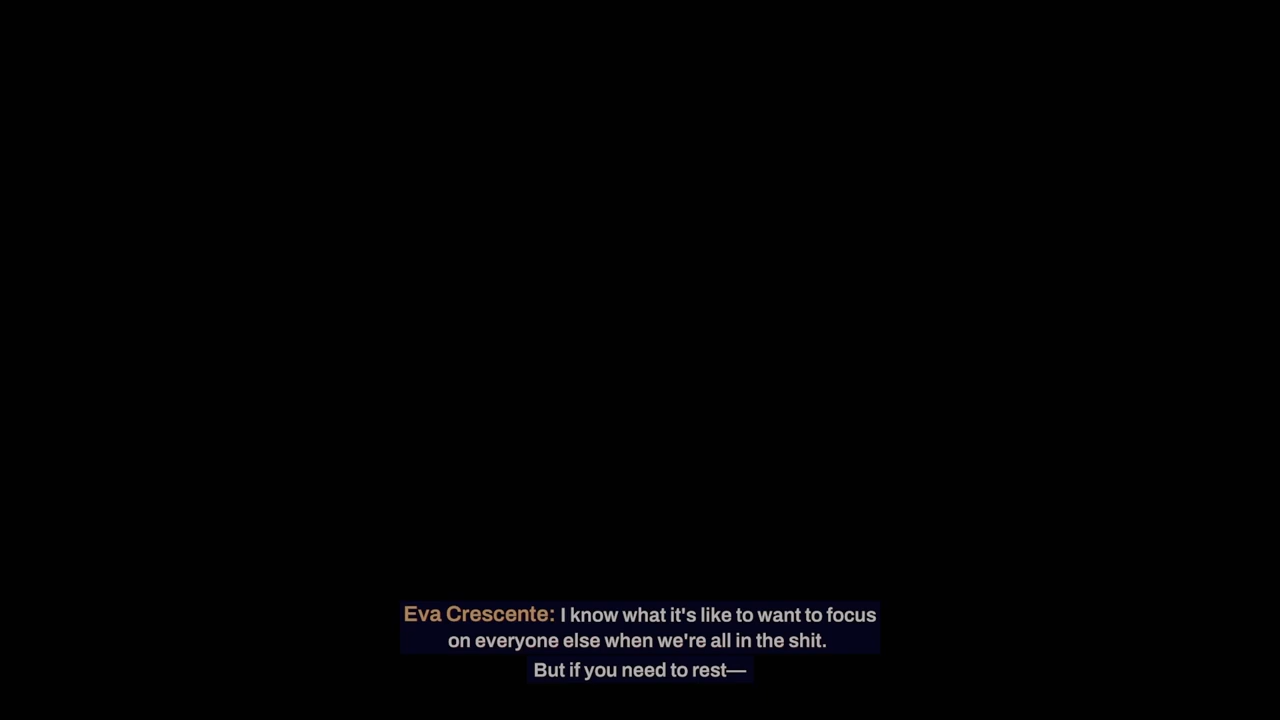 Eva Crescente: I know what it's like to want to focus
on everyone else when we're all in the shit.
But if you need to rest—